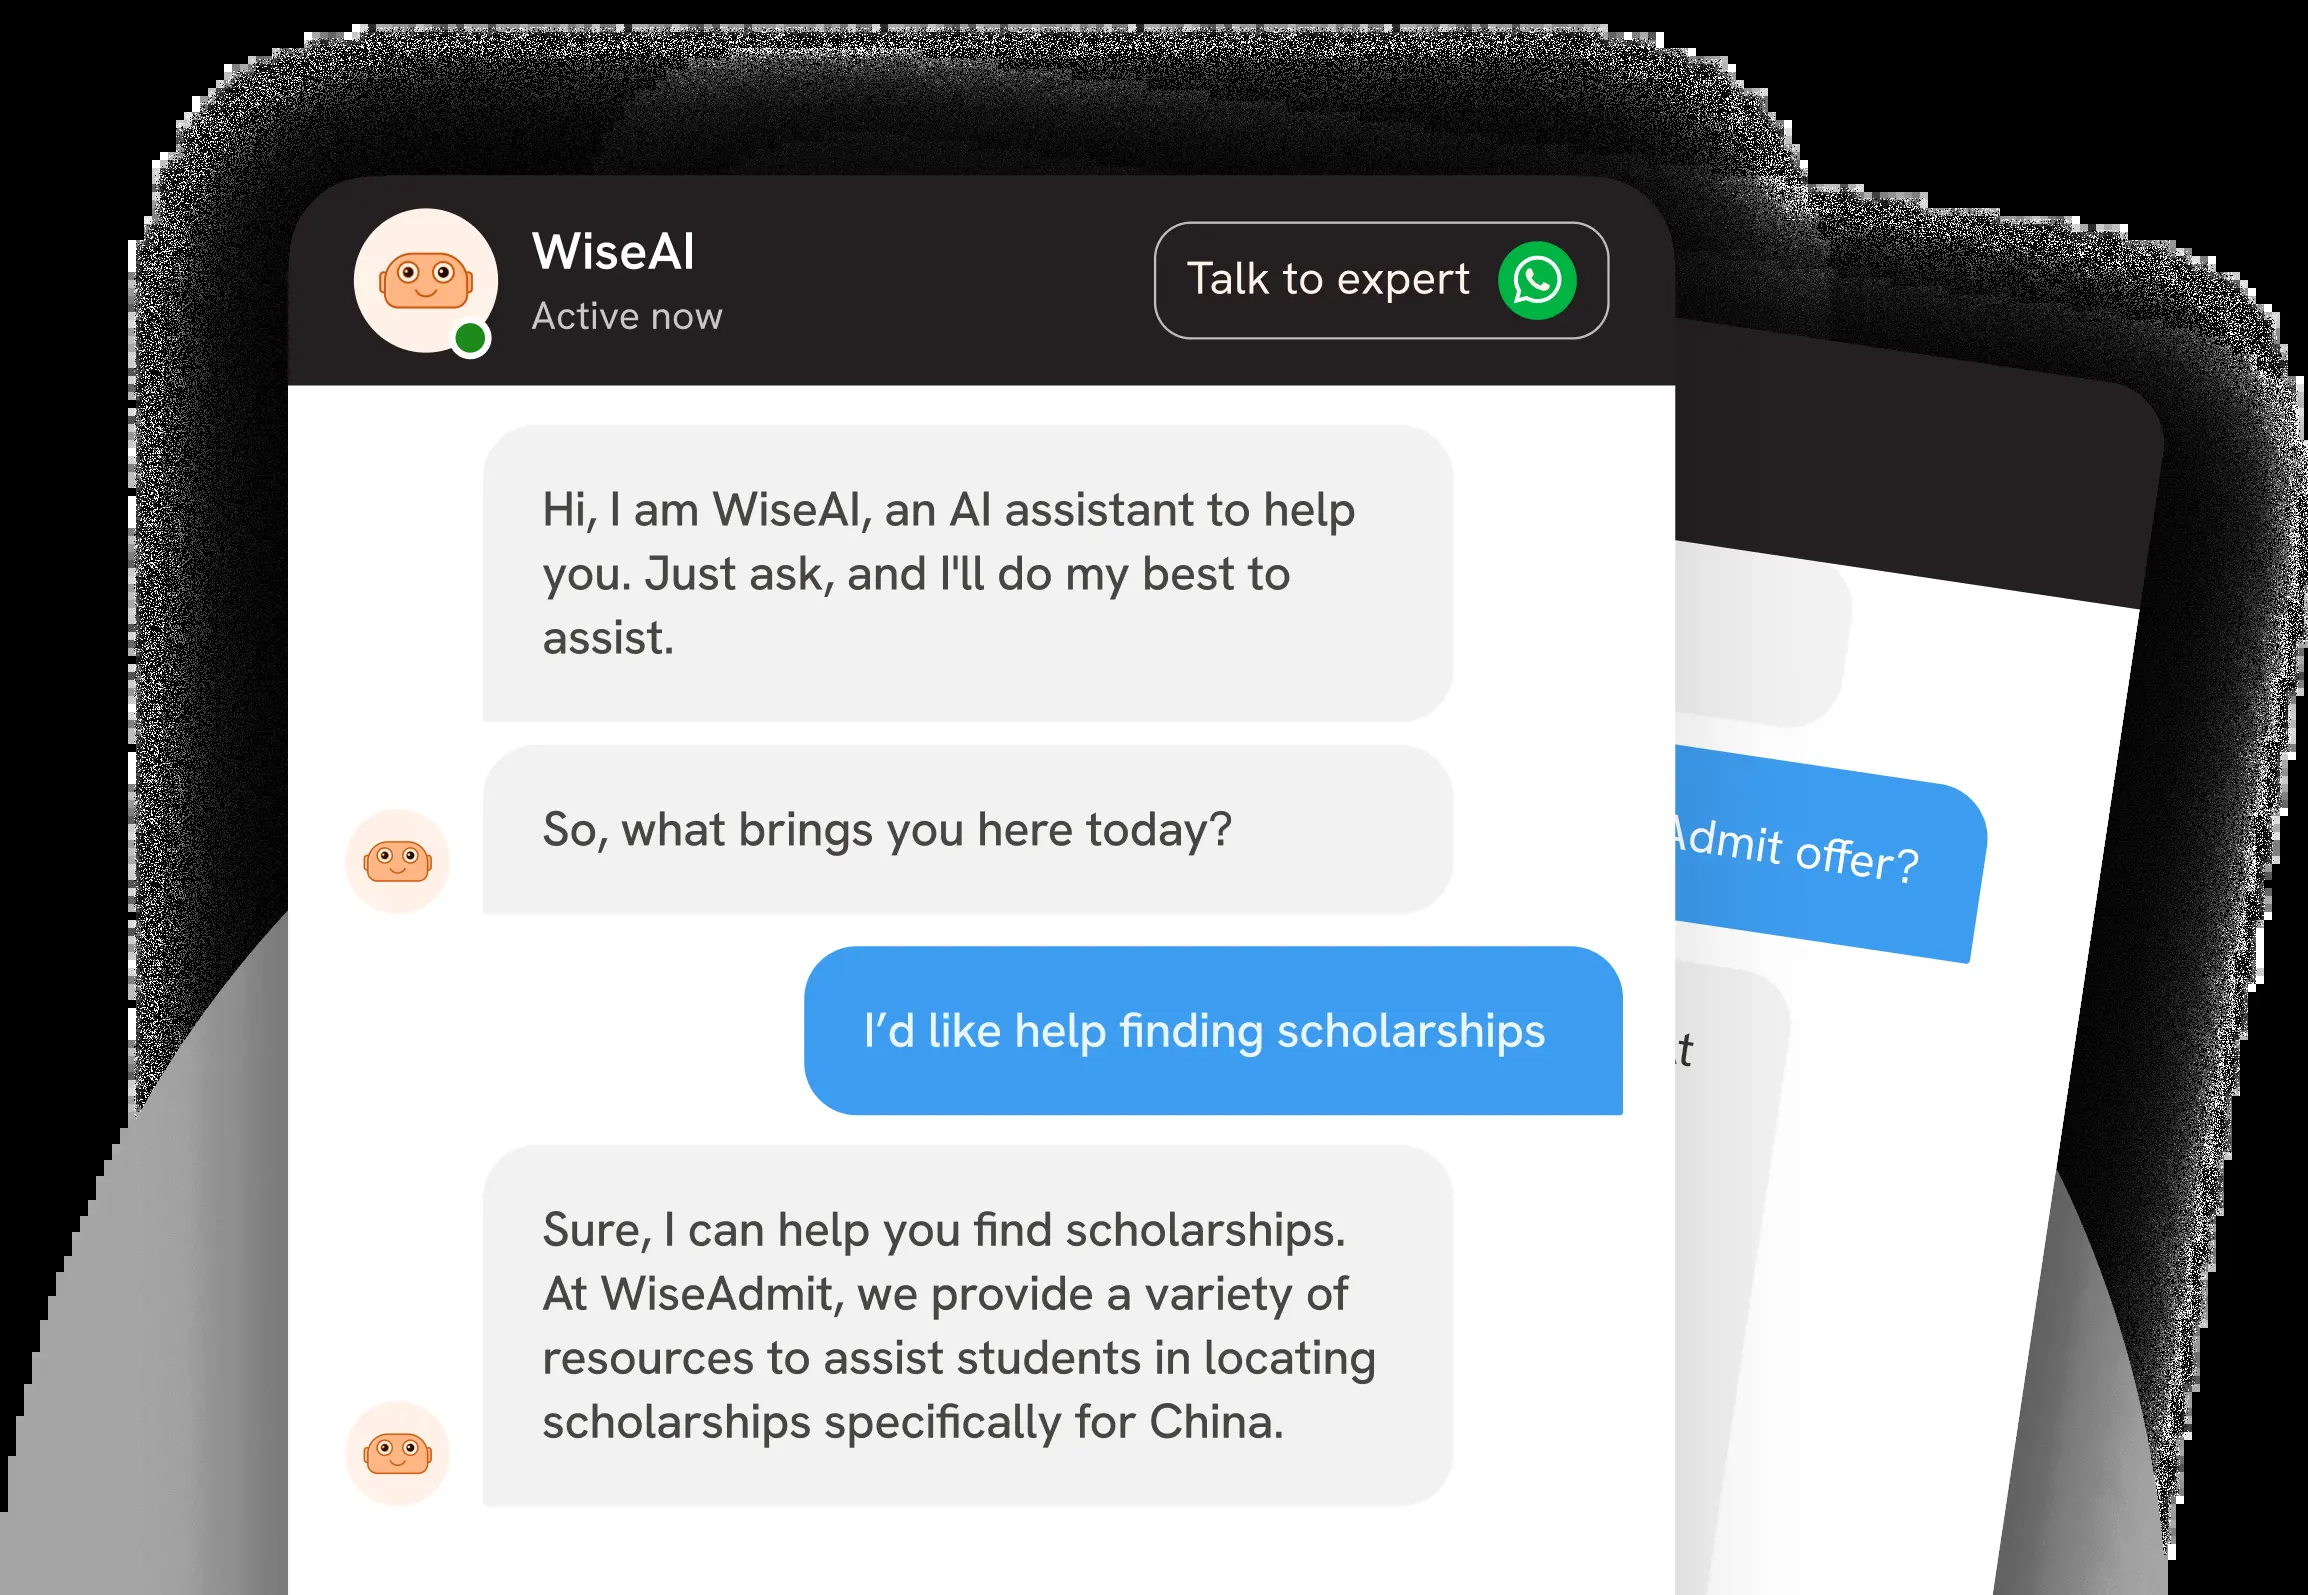 WiseAI
Active now
Talk to expert
Hi, I am WiseAI, an AI assistant to help
you. Just ask, and I'll do my best to
assist.
So, what brings you here today?
I’d like help finding scholarships
Sure, I can help you find scholarships.
At WiseAdmit, we provide a variety of
resources to assist students in locating
scholarships specifically for China.
Admit offer?